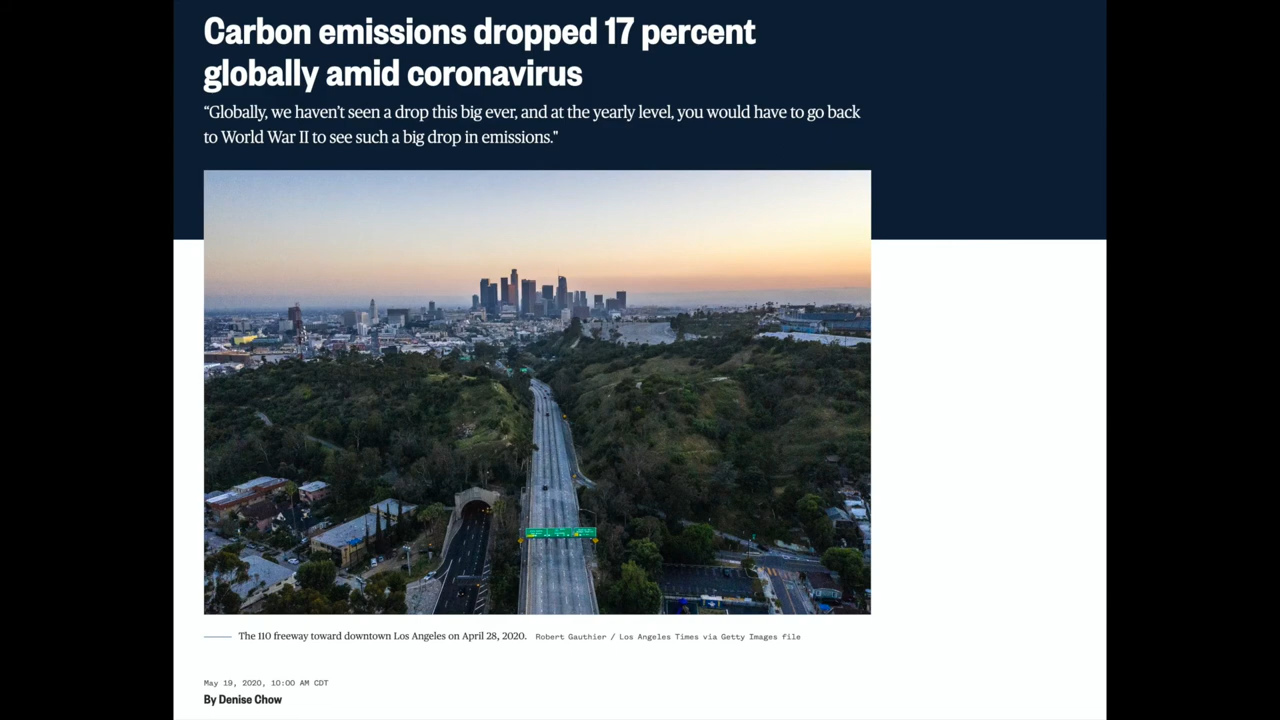 Carbon emissions dropped 17 percent
globally amid coronavirus
“Globally, we haven’t seen a drop this big ever, and at the yearly level, you would have to go back
to World War II to see such a big drop in emissions."
The 110 freeway toward downtown Los Angeles on April 28, 2020. Robert Gauthier / Los Angeles Times via Getty Images file
May 19, 2020, 10:00 AM CDT
By Denise Chow